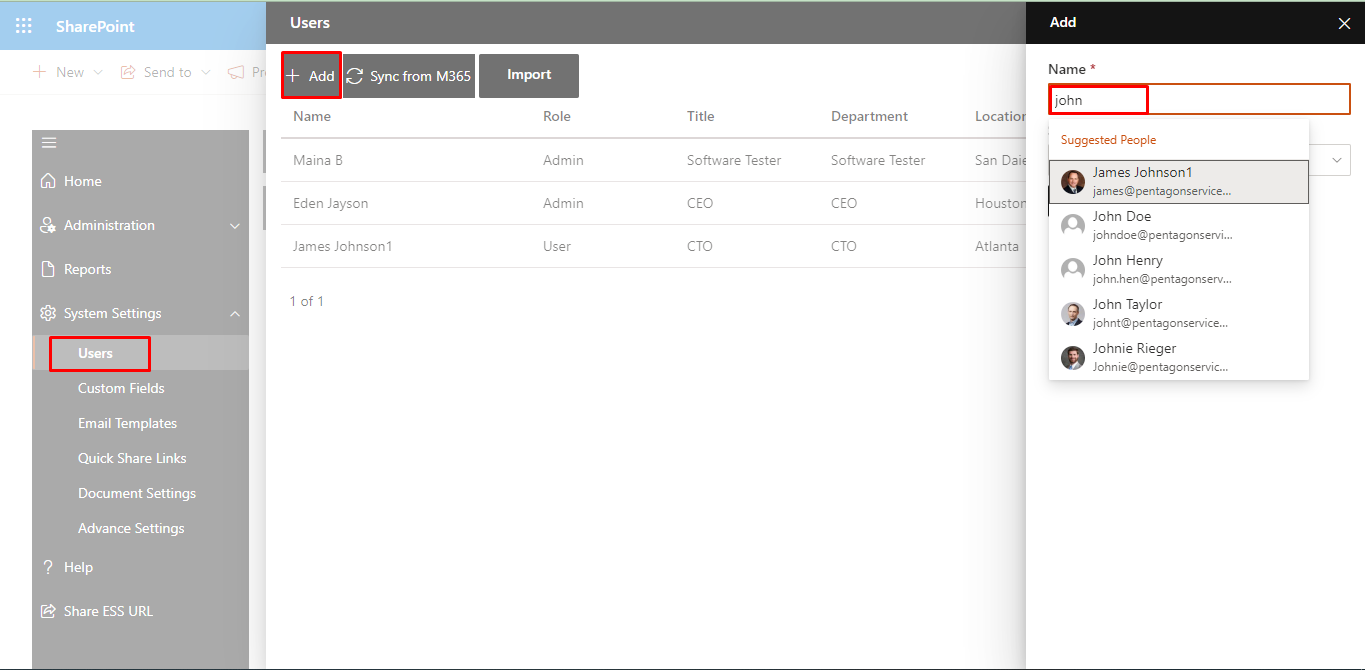 SharePoint
New
Send to
Home
Administration
Reports
System Settings
Users
Custom Fields
Email Templates
Quick Share Links
Document Settings
Advance Settings
Help
Share ESS URL
Users
Add Sync from M365 Import
Name Role Title Department Location
Maina B Admin Software Tester Software Tester San
Eden Jayson Admin CEO CEO Houston
James Johnson1 User CTO CTO Atlanta
1 of 1
Add
Name *
john
Suggested People
James Johnson1
james@pentagonservice...
John Doe
johndoe@pentagonservi...
John Henry
john.hen@pentagonservic...
John Taylor
johnt@pentagonservice...
Johnie Rieger
Johnie@pentagonservic...